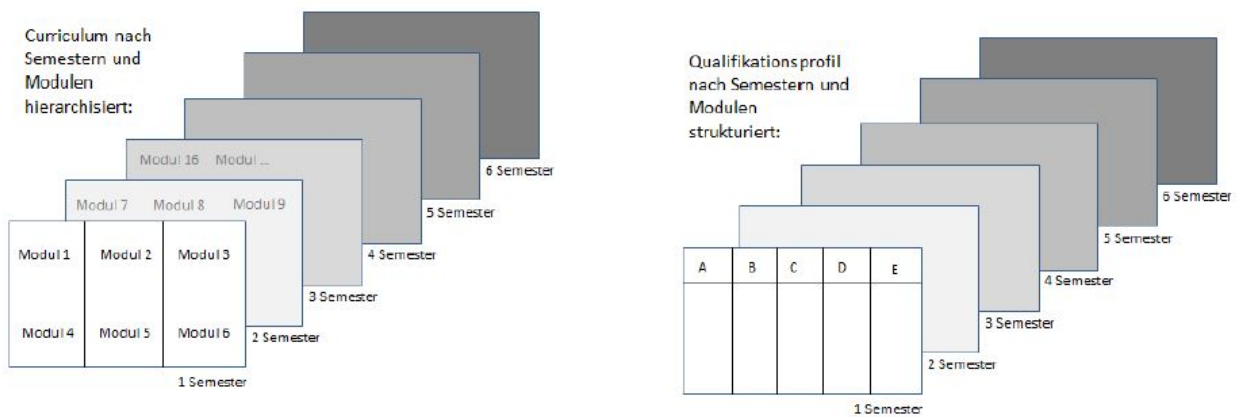 Curriculum nach
Semestern und
Modulen
hierarchisiert:
6 Semester
Modul 16 Modul ...
5 Semester
Modul 7 Modul 8 Modul 9
4 Semester
Modul 1 Modul 2 Modul 3
3 Semester
Modul 4 Modul 5 Modul 6
2 Semester
1 Semester
Qualifikationsprofil
nach Semestern und
Modulen
strukturiert:
6 Semester
5 Semester
A B C D E
4 Semester
3 Semester
2 Semester
1 Semester